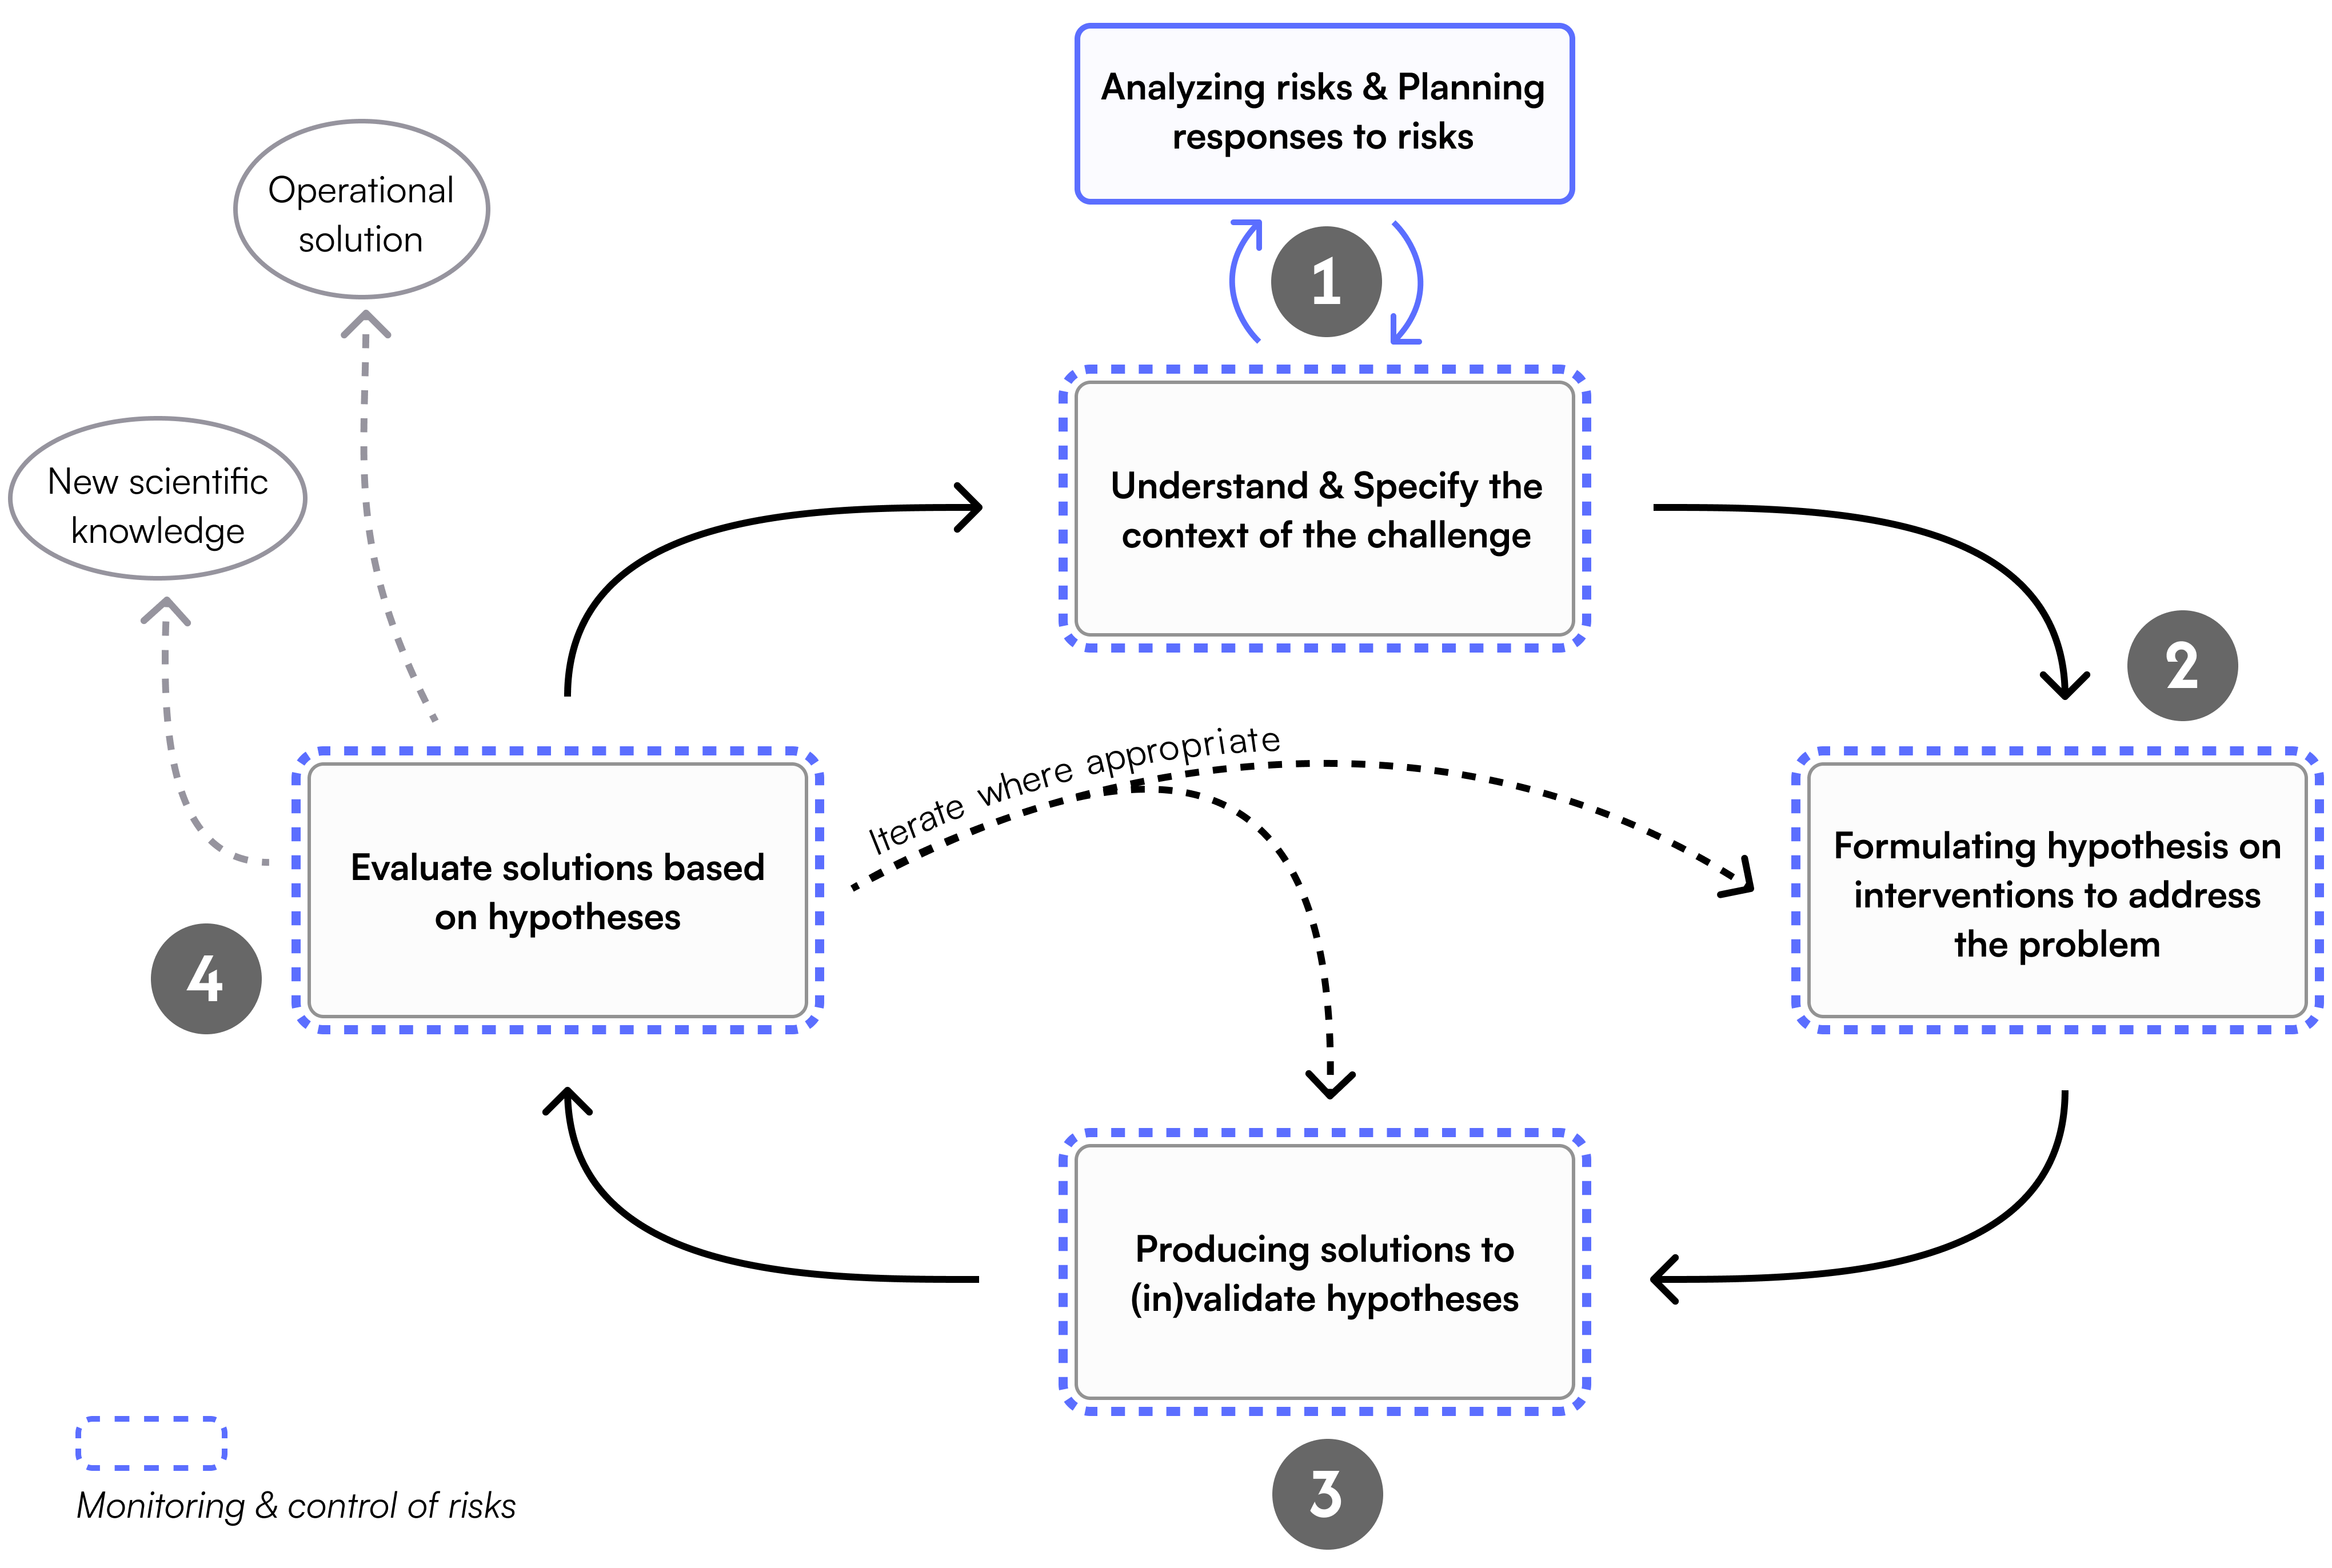 Analyzing risks & Planning
responses to risks
Operational
solution
1
New scientific
knowledge
Understand & Specify the
context of the challenge
2
Iterate where appropriate
Evaluate solutions based
on hypotheses
Formulating hypothesis on
interventions to address
the problem
4
Producing solutions to
(in)validate hypotheses
3
Monitoring & control of risks